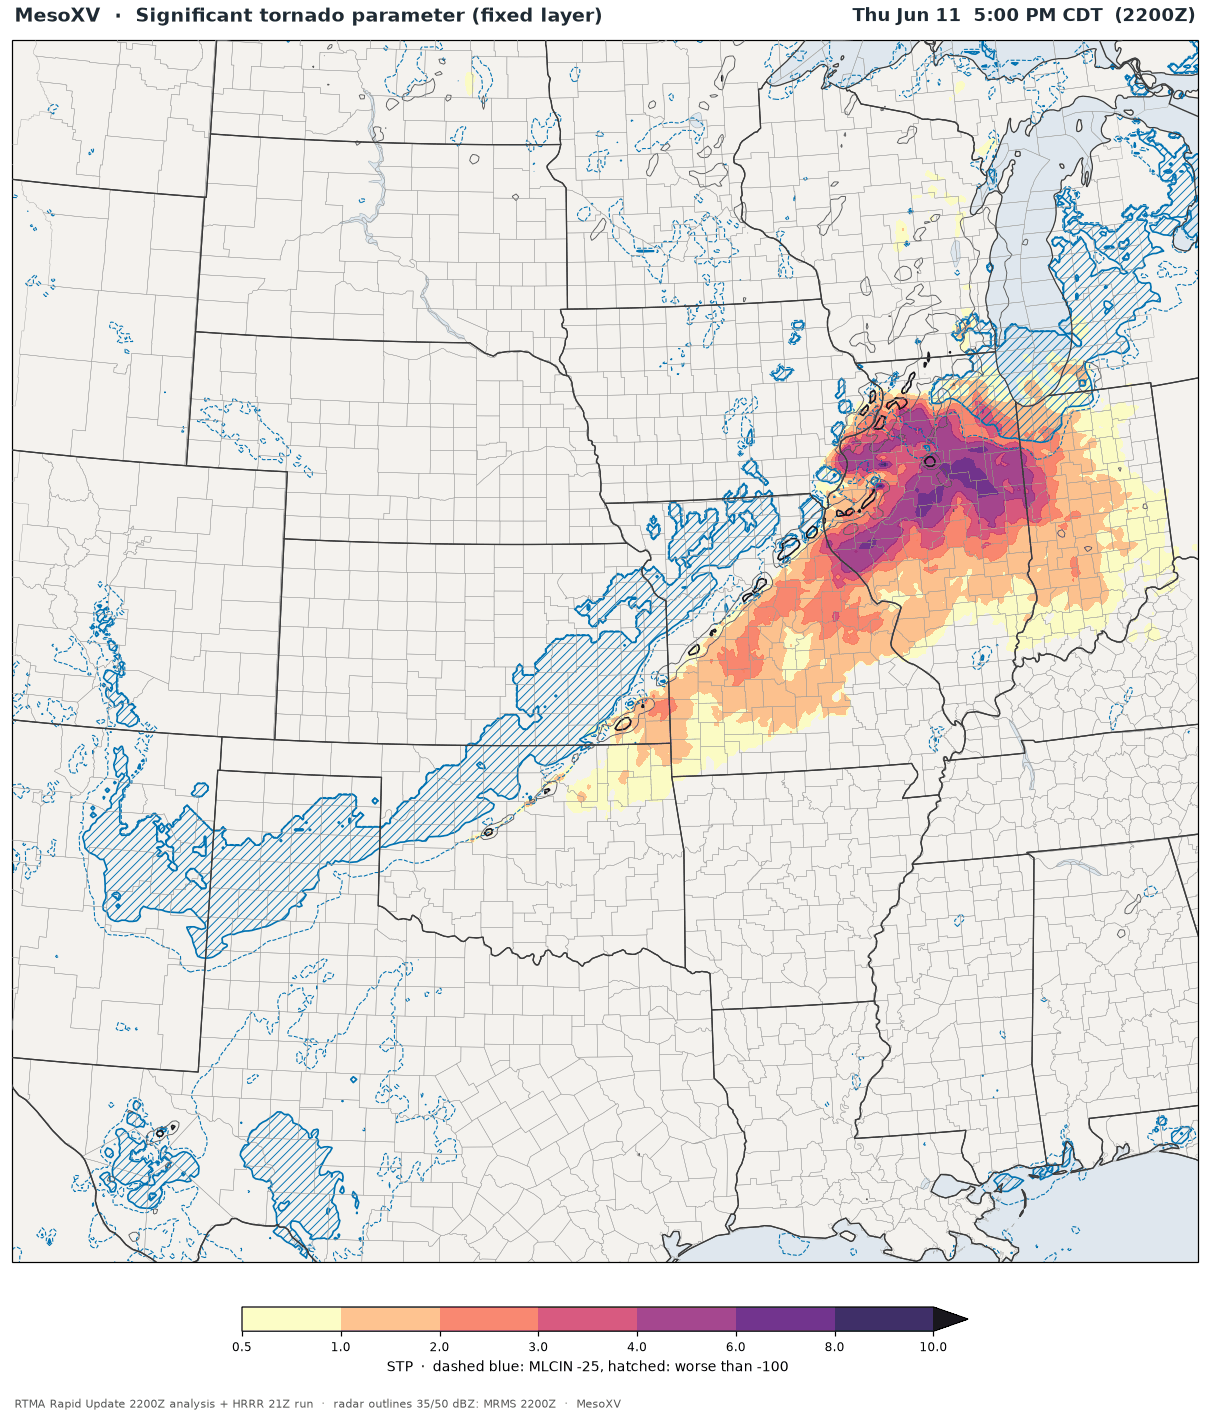 MesoXV · Significant tornado parameter (fixed layer)
Thu Jun 11 5:00 PM CDT (2200Z)
0.5 1.0 2.0 3.0 4.0 6.0 8.0 10.0
STP · dashed blue: MLCIN -25, hatched: worse than -100
RTMA Rapid Update 2200Z analysis + HRRR 21Z run · radar outlines 35/50 dBZ: MRMS 2200Z · MesoXV